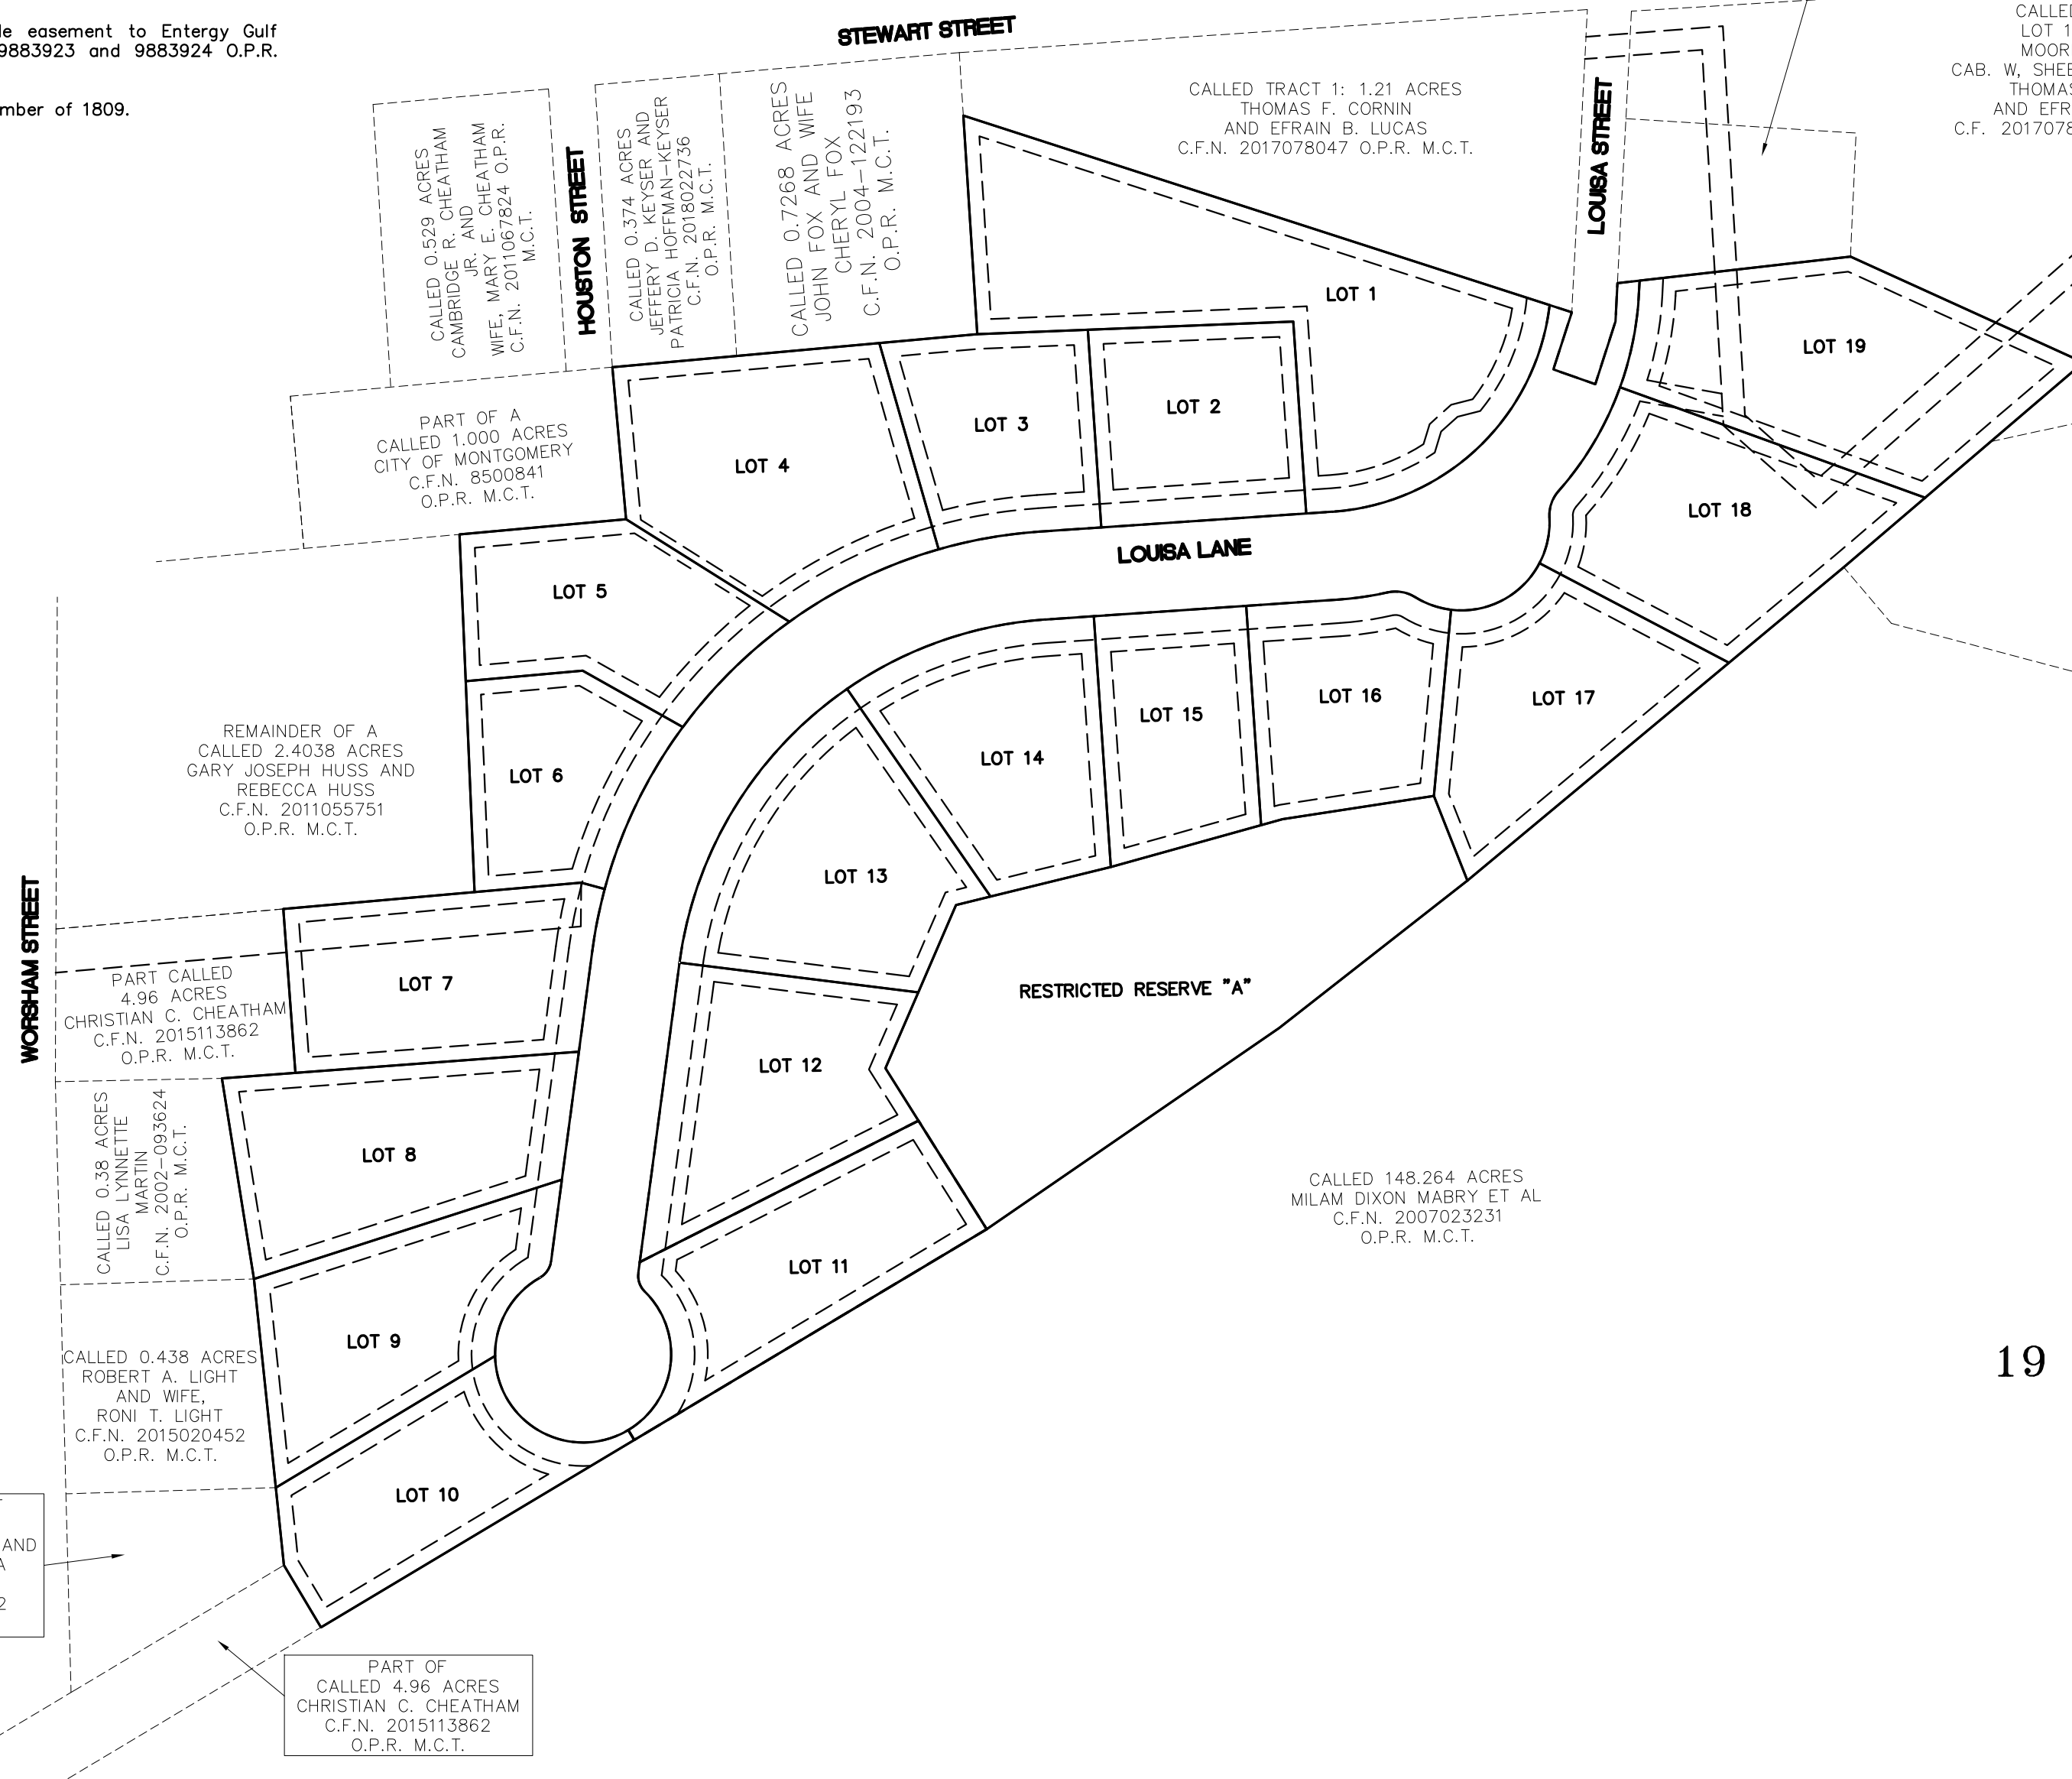 le easement to Entergy Gulf
9883923 and 9883924 O.P.R.
mber of 1809.
STEWART STREET
CALLED TRACT 1: 1.21 ACRES
THOMAS F. CORNIN
AND EFRAIN B. LUCAS
C.F.N. 2017078047 O.P.R. M.C.T.
LOUISA STREET
CALLED
LOT 1
MOOR
CAB. W, SHEE
THOMAS
AND EFR
C.F. 2017078
CALLED 0.529 ACRES
CAMBRIDGE R. CHEATHAM
JR. AND
WIFE, MARY E. CHEATHAM
C.F.N. 2011067824 O.P.R.
M.C.T.
HOUSTON STREET
CALLED 0.374 ACRES
JEFFERY D. KEYSER AND
PATRICIA HOFFMAN-KEYSER
C.F.N. 2018022736
O.P.R. M.C.T.
CALLED 0.7268 ACRES
JOHN FOX AND WIFE
CHERYL FOX
C.F.N. 2004-122193
O.P.R. M.C.T.
LOT 1
LOT 19
LOT 2
LOT 3
LOT 4
PART OF A
CALLED 1.000 ACRES
CITY OF MONTGOMERY
C.F.N. 8500841
O.P.R. M.C.T.
LOT 18
LOUISA LANE
LOT 5
LOT 17
LOT 16
LOT 15
LOT 14
LOT 6
REMAINDER OF A
CALLED 2.4038 ACRES
GARY JOSEPH HUSS AND
REBECCA HUSS
C.F.N. 2011055751
O.P.R. M.C.T.
LOT 13
WORSHAM STREET
LOT 7
RESTRICTED RESERVE "A"
PART CALLED
4.96 ACRES
CHRISTIAN C. CHEATHAM
C.F.N. 2015113862
O.P.R. M.C.T.
LOT 12
CALLED 0.38 ACRES
LISA LYNNETTE
MARTIN
C.F.N. 2002-093624
O.P.R. M.C.T.
LOT 8
CALLED 148.264 ACRES
MILAM DIXON MABRY ET AL
C.F.N. 2007023231
O.P.R. M.C.T.
LOT 11
LOT 9
CALLED 0.438 ACRES
ROBERT A. LIGHT
AND WIFE,
RONI T. LIGHT
C.F.N. 2015020452
O.P.R. M.C.T.
19
LOT 10
AND
A
2
PART OF
CALLED 4.96 ACRES
CHRISTIAN C. CHEATHAM
C.F.N. 2015113862
O.P.R. M.C.T.